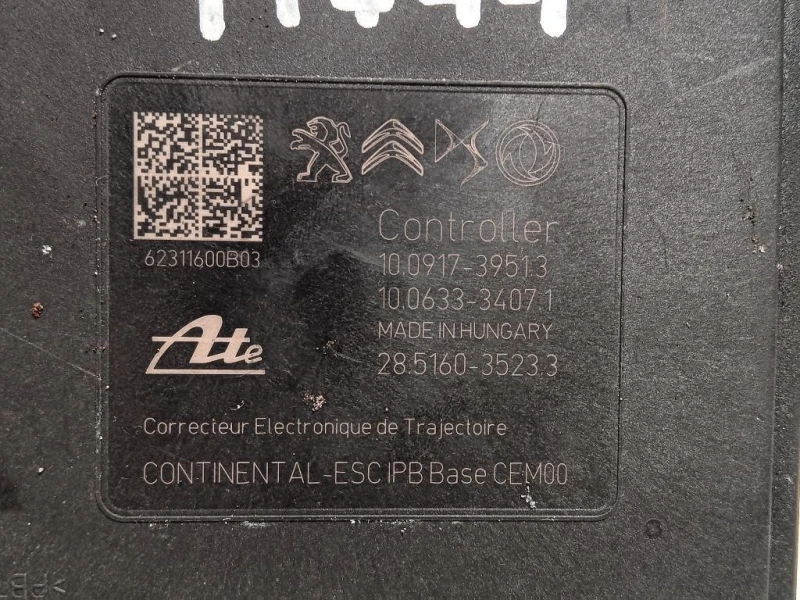 62311600B03
Controller
10.0917-3951.3
10.0633-3407.1
MADE IN HUNGARY
28.5160-3523.3
Ate
Correcteur Electronique de Trajectoire
CONTINENTAL-ESC IPB Base CEM00